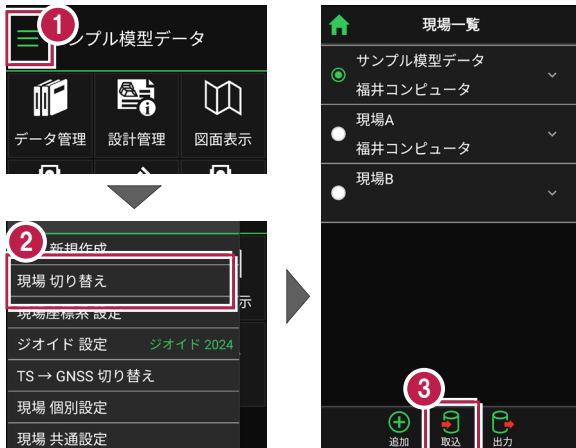 1
サンプル模型データ
データ管理
設計管理
図面表示
2
新規作成
現場 切り替え
示
現場座標系 設定
ジオイド 設定
ジオイド 2024
TS → GNSS 切り替え
現場 個別設定
現場 共通設定
現場一覧
サンプル模型データ
福井コンピュータ
現場A
福井コンピュータ
現場B
3
追加
取込
出力